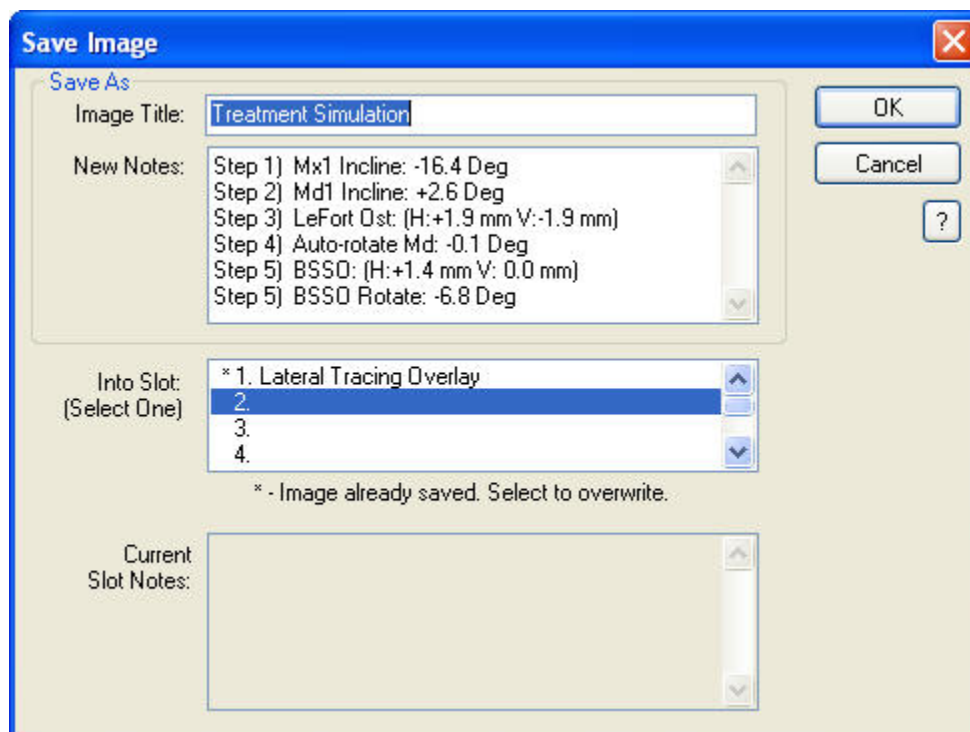 Save Image
Save As
Image Title: Treatment Simulation
OK
New Notes:
Step 1) Mx1 Incline: -16.4 Deg
Step 2) Md1 Incline: +2.6 Deg
Step 3) LeFort Ost: (H:+1.9 mm V:-1.9 mm)
Step 4) Auto-rotate Md: -0.1 Deg
Step 5) BSSO: (H:+1.4 mm V: 0.0 mm)
Step 5) BSSO Rotate: -6.8 Deg
Cancel
?
Into Slot:
(Select One)
* 1. Lateral Tracing Overlay
2.
3.
4.
* - Image already saved. Select to overwrite.
Current
Slot Notes: